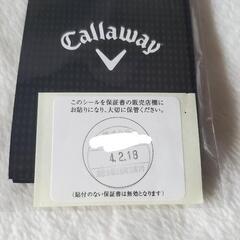 Callaway
このシールを保証書の販売店欄に
お貼りになり、大切に保管ください。
4.2.18
(貼付のない保証書は無効となります)